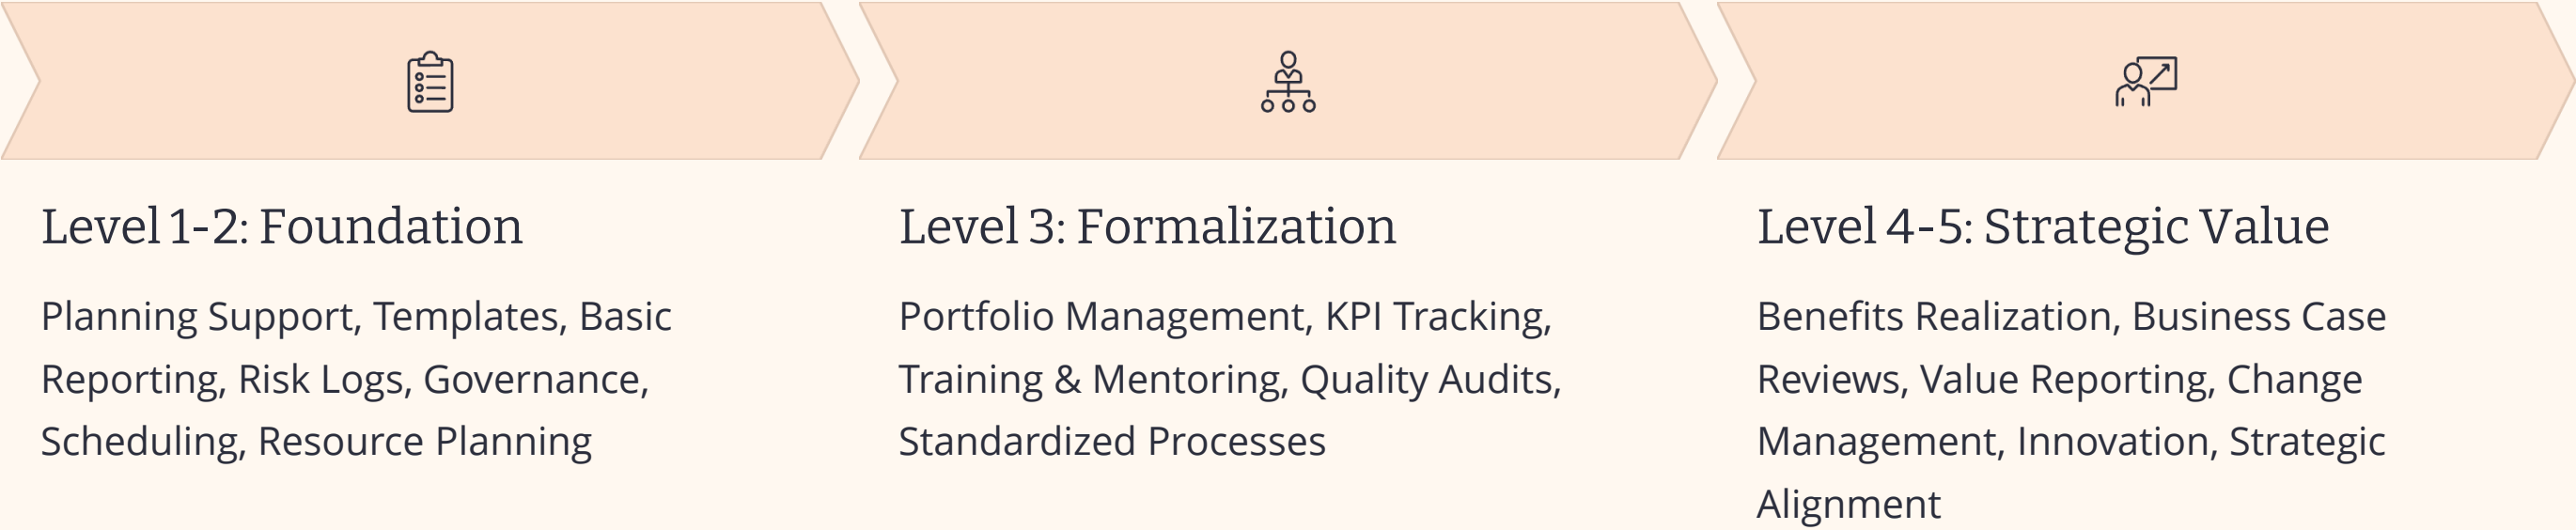 Level 1-2: Foundation
Planning Support, Templates, Basic
Reporting, Risk Logs, Governance,
Scheduling, Resource Planning
Level 3: Formalization
Portfolio Management, KPI Tracking,
Training & Mentoring, Quality Audits,
Standardized Processes
Level 4-5: Strategic Value
Benefits Realization, Business Case
Reviews, Value Reporting, Change
Management, Innovation, Strategic
Alignment